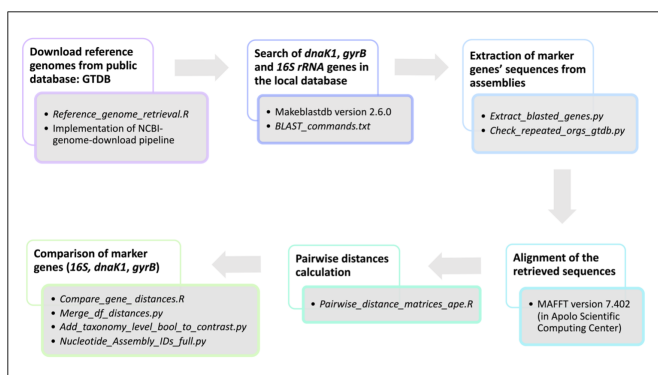 Download reference
genomes from public
database: GTDB
• Reference_genome_retrieval.R
• Implementation of NCBI-
genome-download pipeline
Search of dnaK1, gyrB
and 16S rRNA genes in
the local database
• Makeblastdb version 2.6.0
• BLAST_commands.txt
Extraction of marker
genes' sequences from
assemblies
• Extract_blasted_genes.py
• Check_repeated_orgs_gtdb.py
Alignment of the
retrieved sequences
• MAFFT version 7.402
(in Apolo Scientific
Computing Center)
Pairwise distances
calculation
• Pairwise_distance_matrices_ape.R
Comparison of marker
genes (16S, dnaK1, gyrB)
• Compare_gene_ distances.R
• Merge_df_distances.py
• Add_taxonomy_level_bool_to_contrast.py
• Nucleotide_Assembly_IDs_full.py